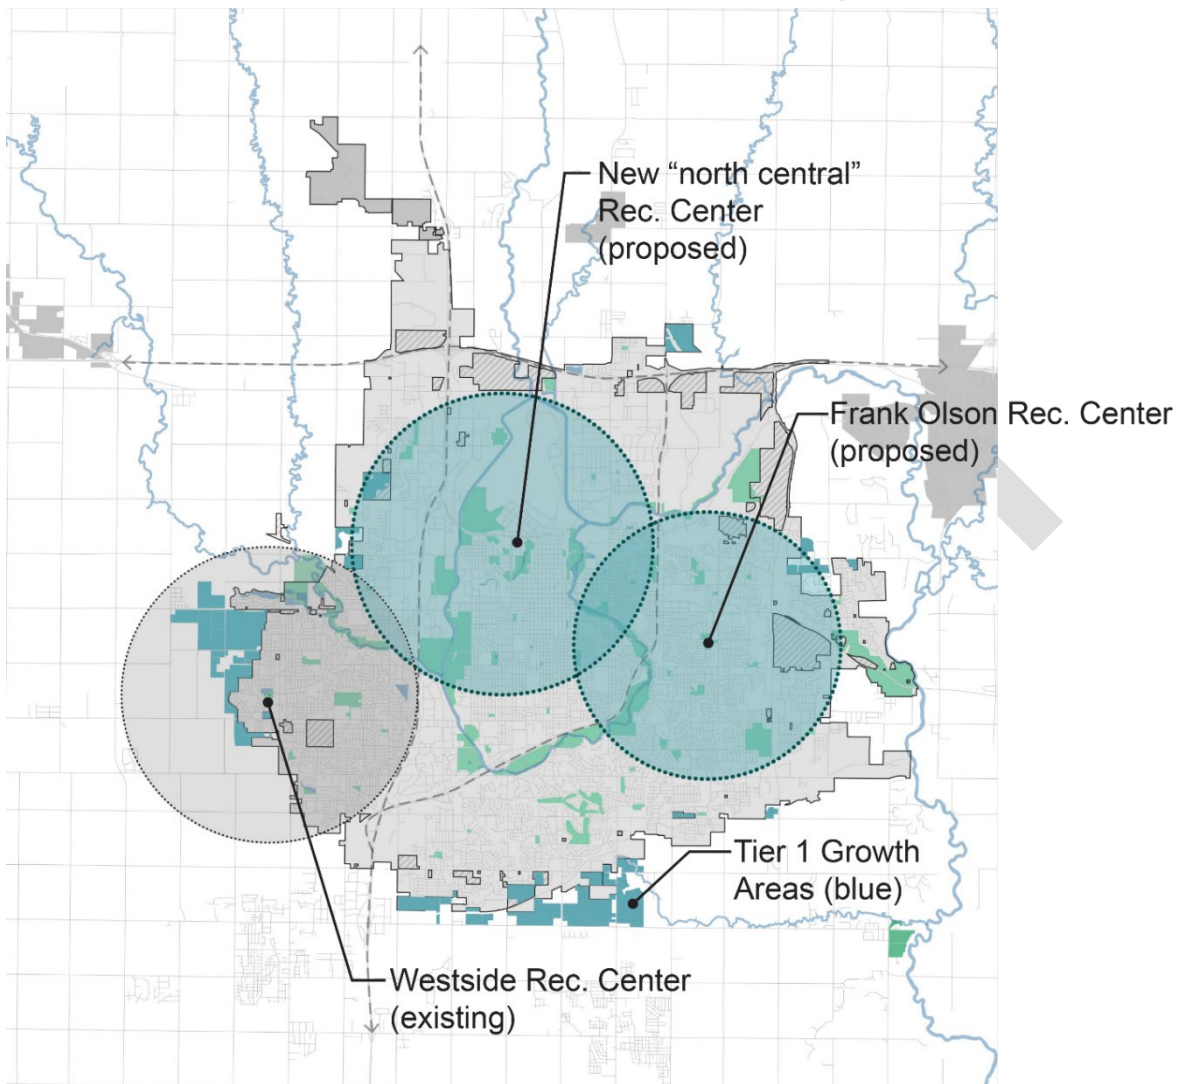 New “north central”
Rec. Center
(proposed)
Frank Olson Rec. Center
(proposed)
Tier 1 Growth
Areas (blue)
Westside Rec. Center
(existing)